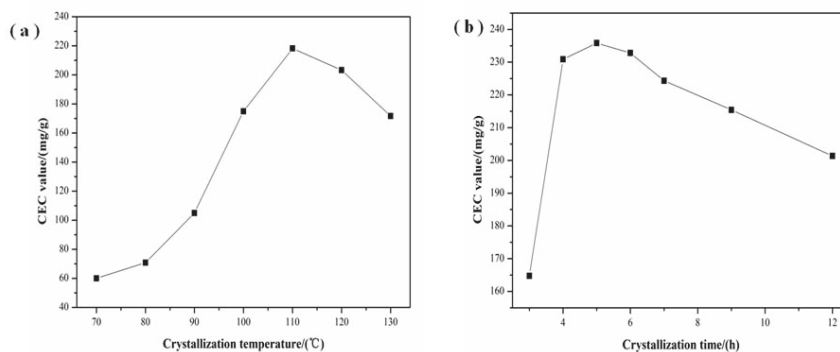 ( a )
240
220
200
180
160
140
120
100
80
60
40
CEC value/(mg/g)
70 80 90 100 110 120 130
Crystallization temperature/(℃)
( b )
240
230
220
210
200
190
180
170
160
CEC value/(mg/g)
4 6 8 10 12
Crystallization time/(h)